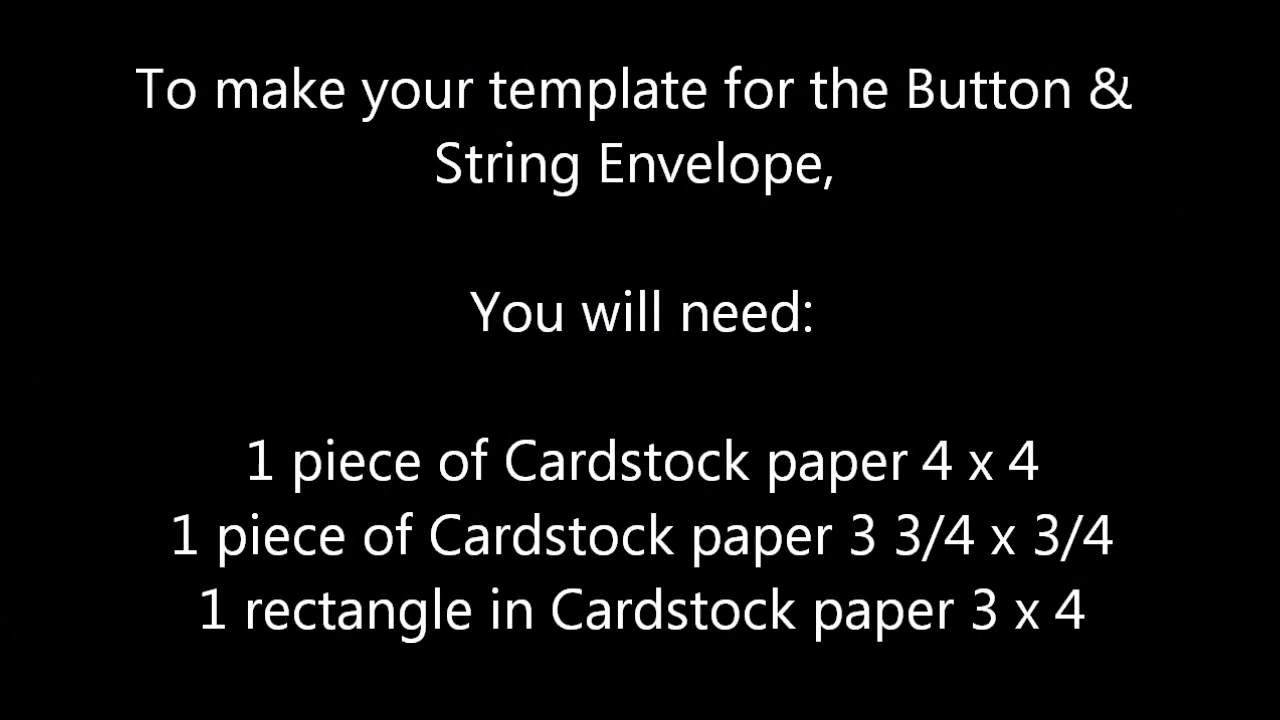 To make your template for the Button &
String Envelope,
You will need:
1 piece of Cardstock paper 4 x 4
1 piece of Cardstock paper 3 3/4 x 3/4
1 rectangle in Cardstock paper 3 x 4